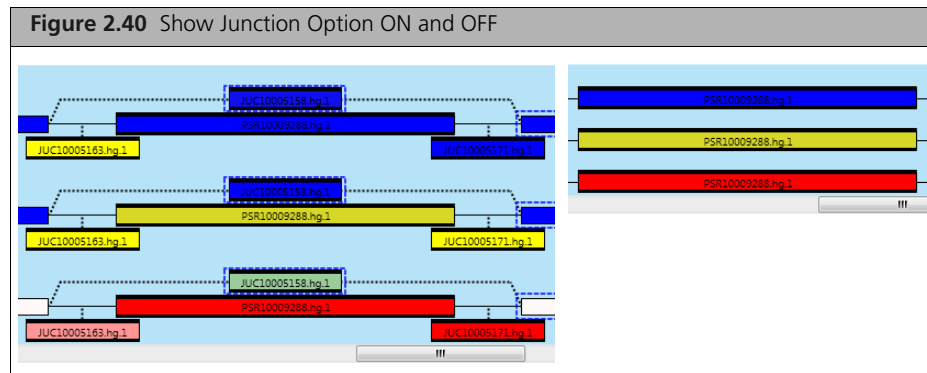 Figure 2.40 Show Junction Option ON and OFF
JUC10005158.hg.1
PSR10009288.hg.1
JUC10005163.hg.1
JUC10005171.hg.1
JUC10005158.hg.1
PSR10009288.hg.1
JUC10005163.hg.1
JUC10005171.hg.1
JUC10005158.hg.1
PSR10009288.hg.1
JUC10005163.hg.1
JUC10005171.hg.1
PSR10009288.hg.1
PSR10009288.hg.1
PSR10009288.hg.1